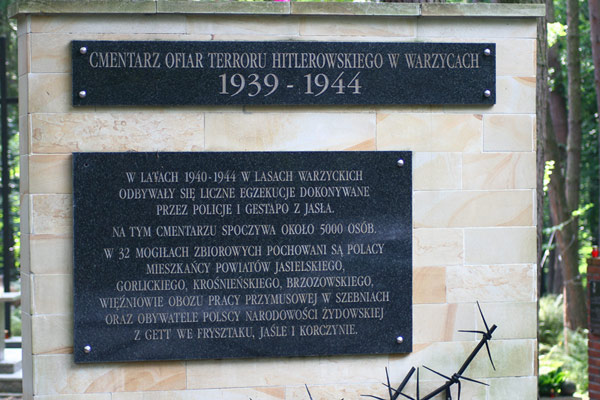 CMENTARZ OFIAR TERRORU HITLEROWSKIEGO W WARZYCACH
1939 - 1944
W LATACH 1940-1944 W LASACH WARZYCKICH
ODBYWAŁY SIĘ LICZNE EGZEKUCJE DOKONYWANE
PRZEZ POLICJE I GESTAPO Z JASŁA.
NA TYM CMENTARZU SPOCZYWA OKOŁO 5000 OSÓB.
W 32 MOGIŁACH ZBIOROWYCH POCHOWANI SĄ POLACY
MIESZKAŃCY POWIATÓW JASIELSKIEGO,
GORLICKIEGO, KROŚNIEŃSKIEGO, BRZOZOWSKIEGO,
WIĘŹNIOWIE OBOZU PRACY PRZYMUSOWEJ W SZEBNIACH
ORAZ OBYWATELE POLSCY NARODOWOŚCI ŻYDOWSKIEJ
Z GETT WE FRYSZTAKU, JAŚLE I KORCZYNIE.